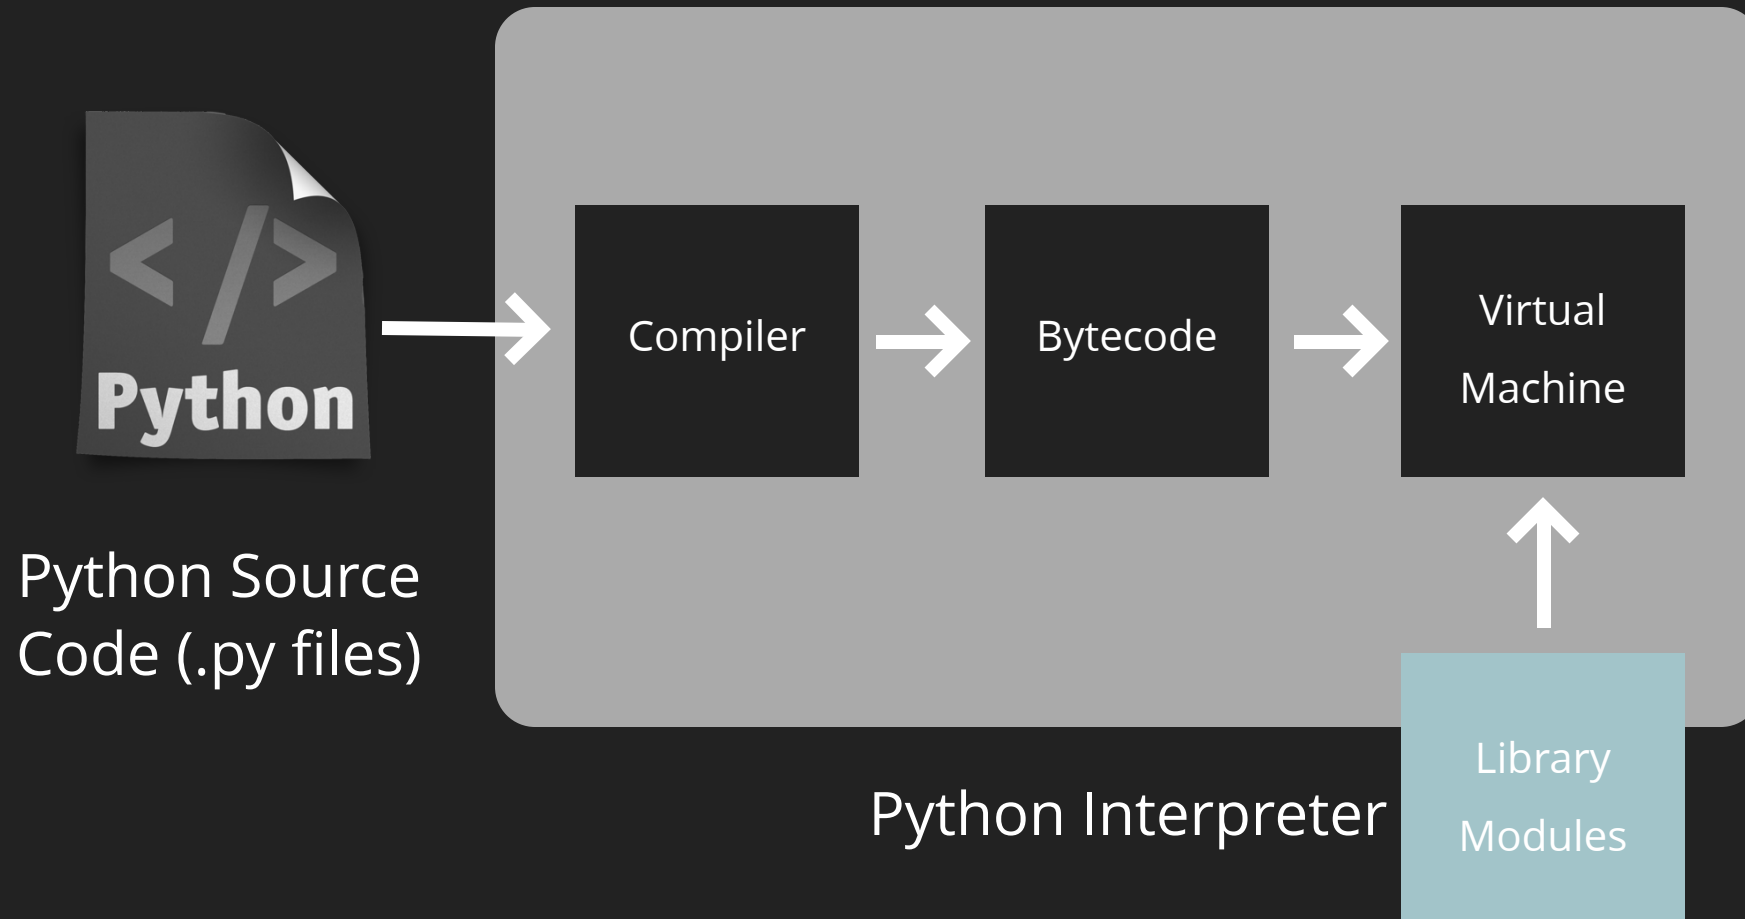 </>
Python
Python Source
Code (.py files)
Compiler
Bytecode
Virtual
Machine
Library
Modules
Python Interpreter